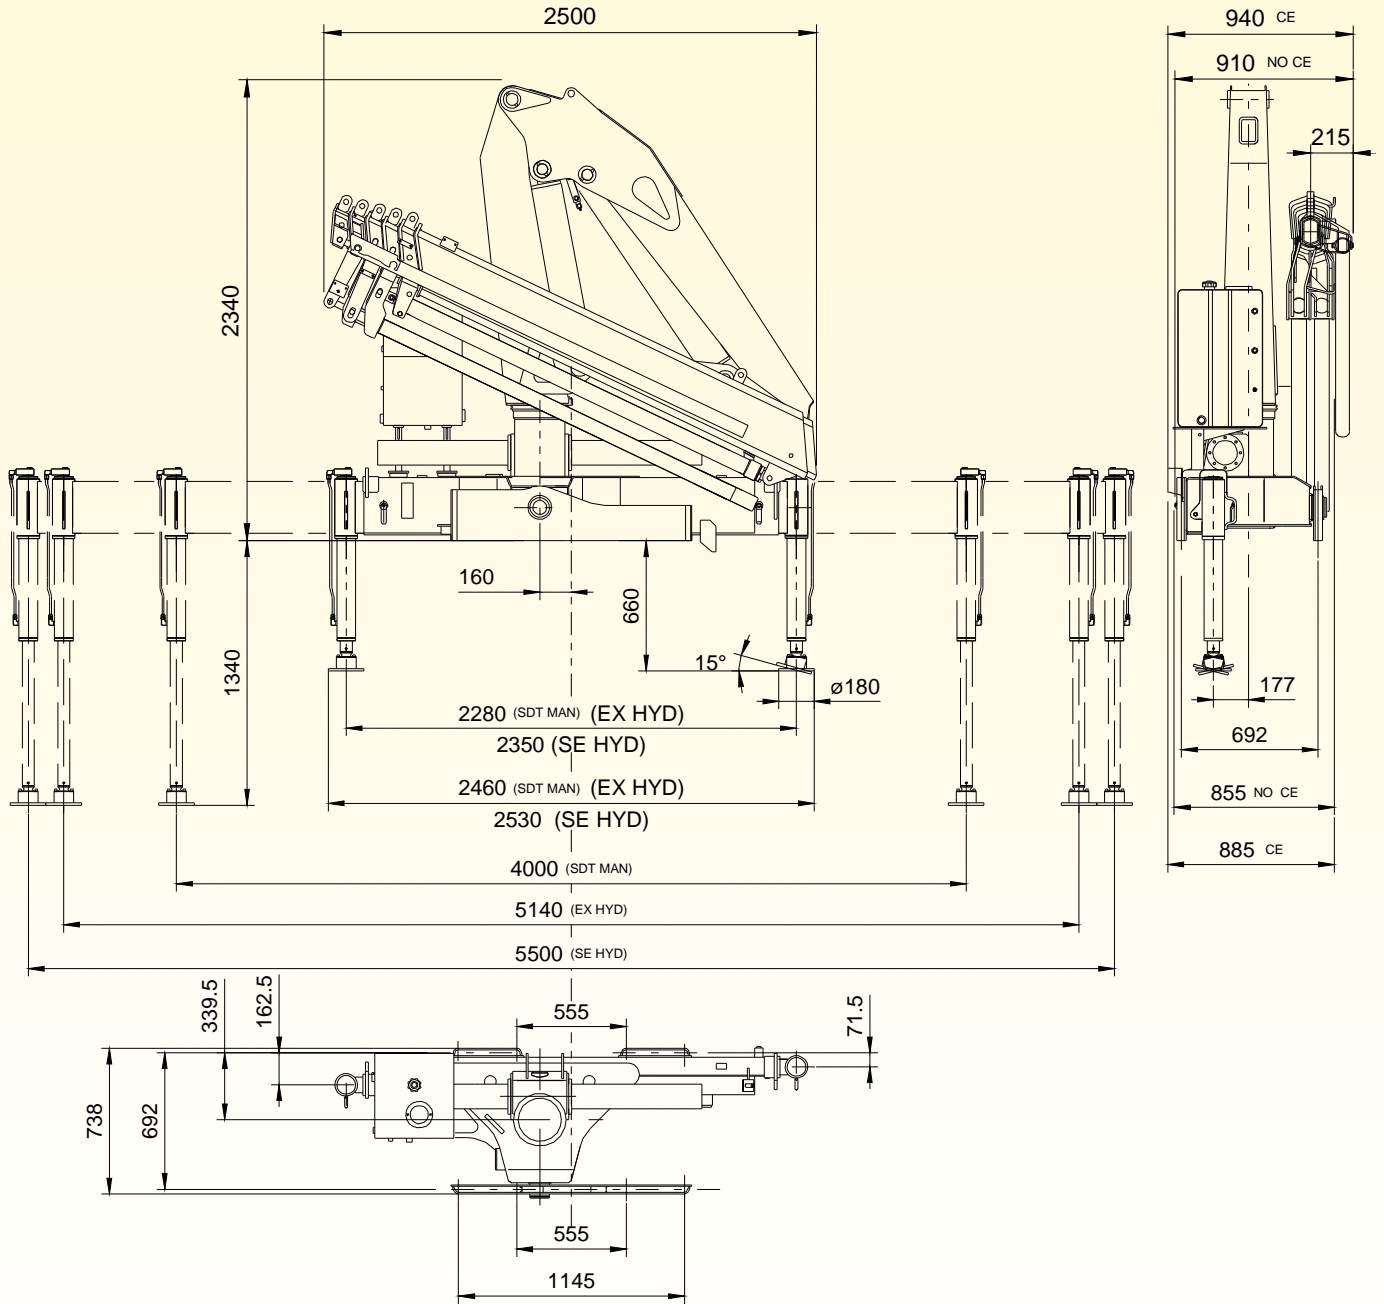 2500
940 CE
910 NO CE
215
2340
160
660
15°
ø180
1340
177
2280 (SDT MAN) (EX HYD)
2350 (SE HYD)
692
2460 (SDT MAN) (EX HYD)
2530 (SE HYD)
855 NO CE
885 CE
4000 (SDT MAN)
5140 (EX HYD)
5500 (SE HYD)
339.5
162.5
555
71.5
738
692
555
1145